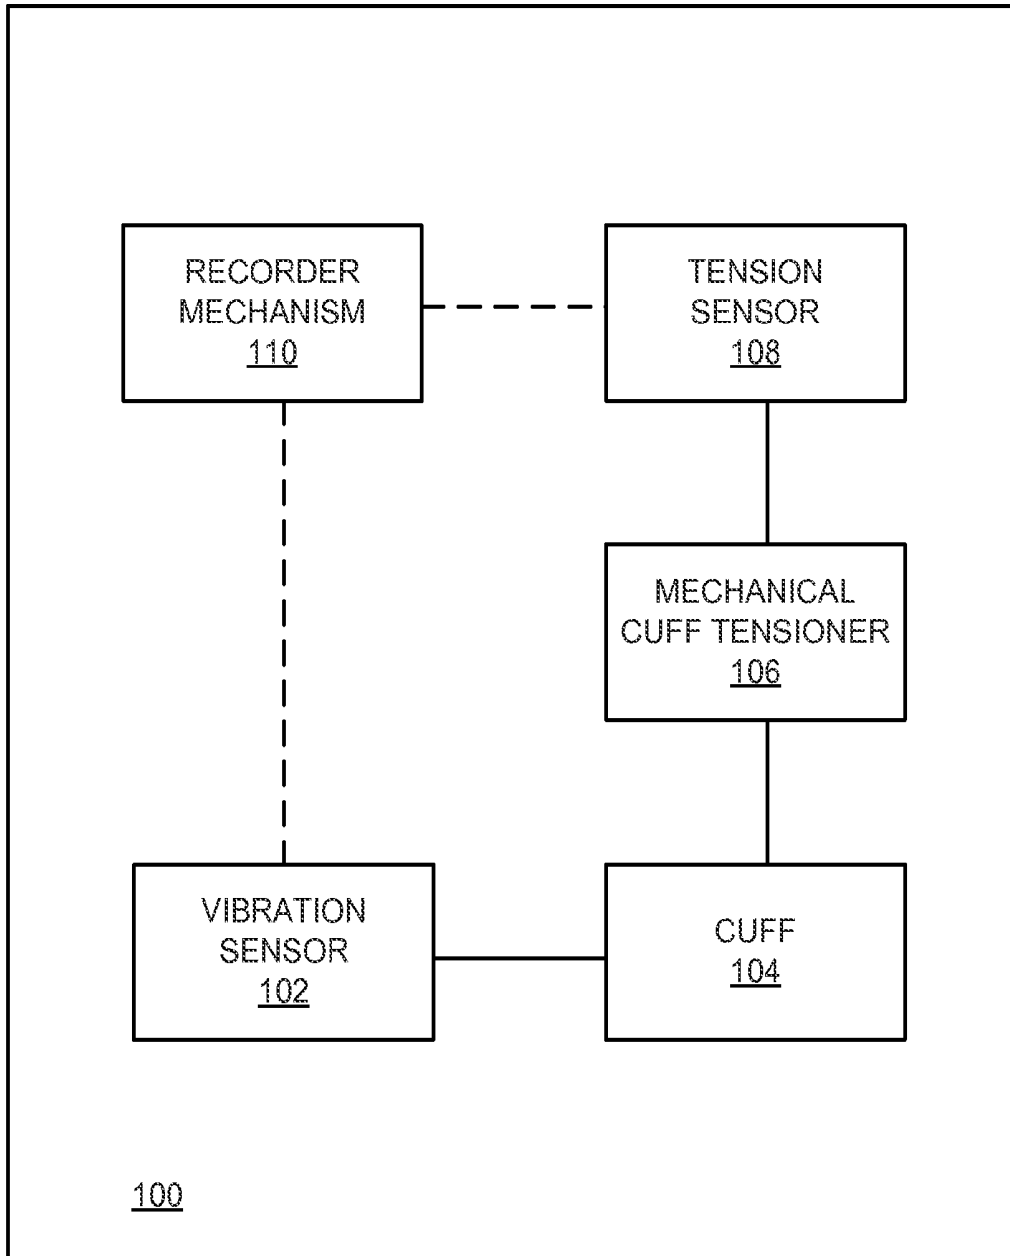 RECORDER
MECHANISM
110
TENSION
SENSOR
108
MECHANICAL
CUFF TENSIONER
106
VIBRATION
SENSOR
102
CUFF
104
100